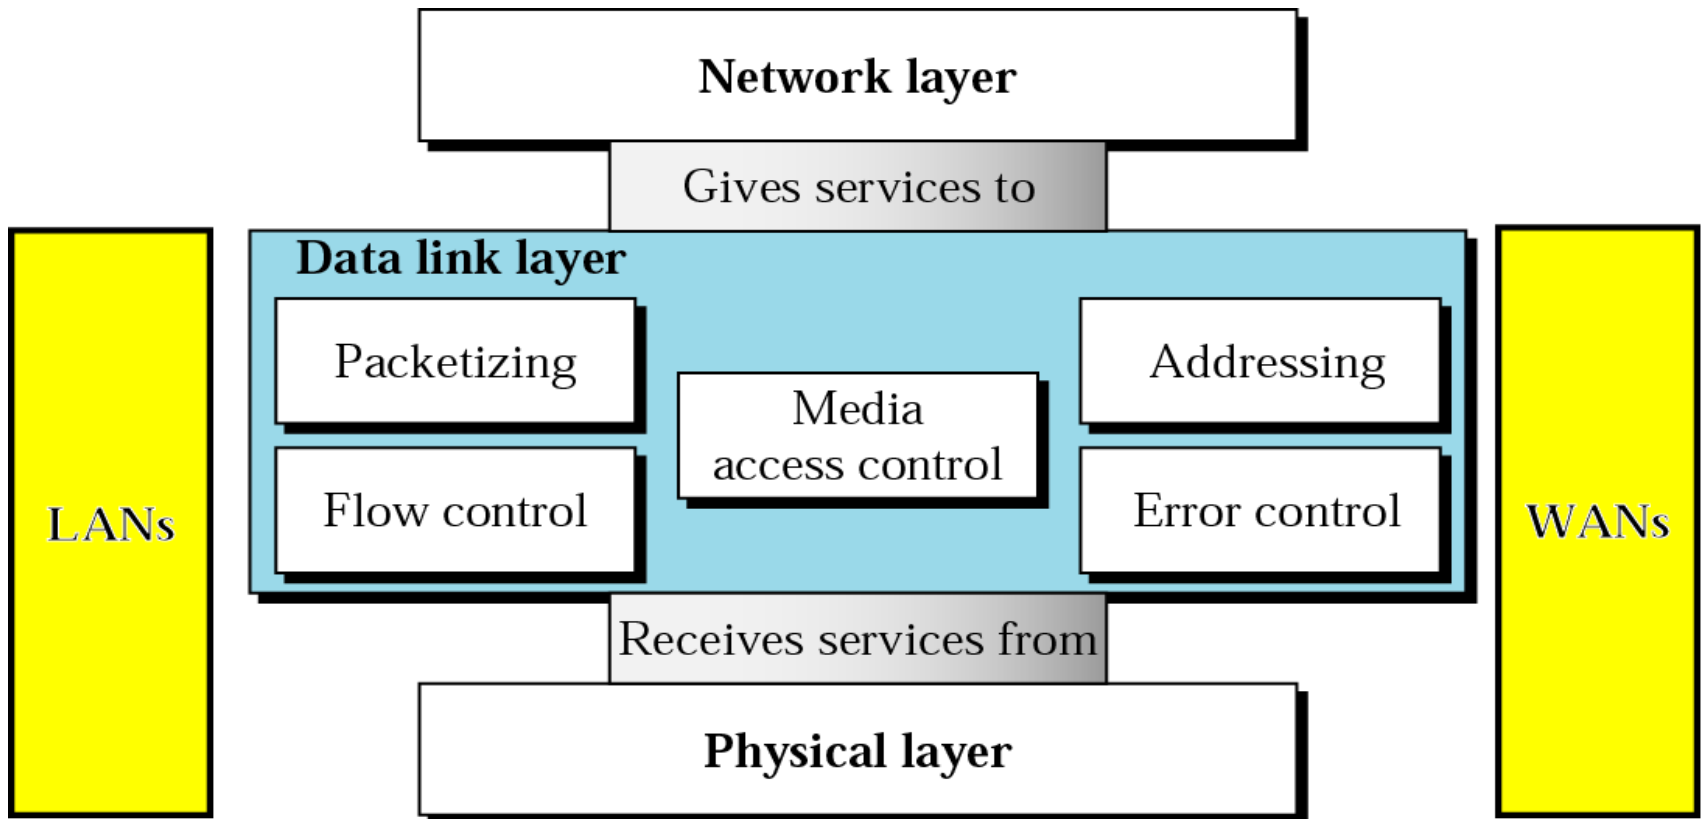 Network layer
Gives services to
Data link layer
Packetizing
Addressing
Media
access control
Flow control
Error control
LANs
WANs
Receives services from
Physical layer